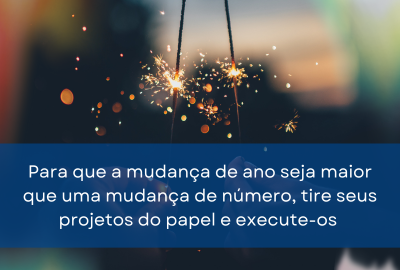 Para que a mudança de ano seja maior
que uma mudança de número, tire seus
projetos do papel e execute-os